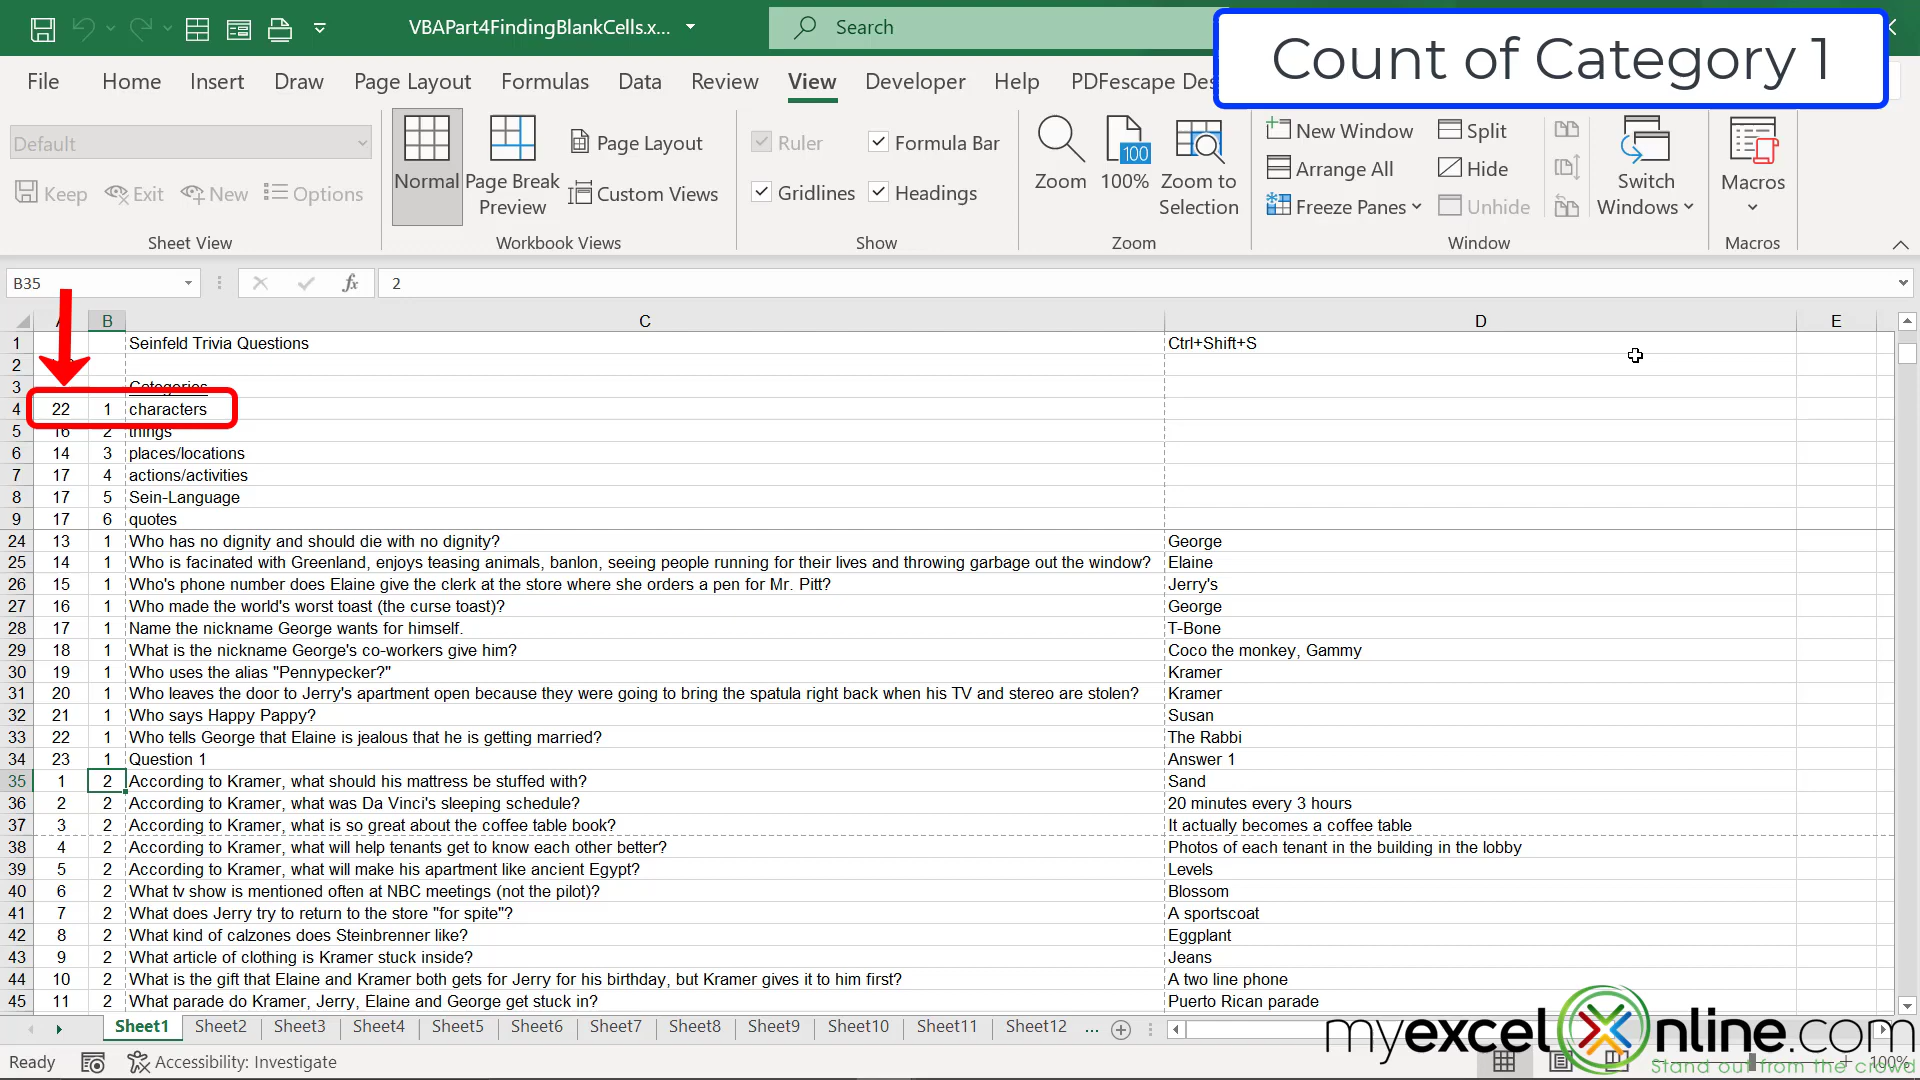 VBAPart4FindingBlankCells.x...
Search
Count of Category 1
File Home Insert Draw Page Layout Formulas Data Review View Developer Help PDFescape Des
Default
Keep Exit New Options
Sheet View
Normal
Page Break Preview
Page Layout
Custom Views
Workbook Views
Ruler Formula Bar
Gridlines Headings
Show
Zoom
100
100%
Zoom to Selection
Zoom
New Window
Arrange All
Freeze Panes
Split
Hide
Unhide
Switch Windows
Window
Macros
Macros
B35 fx 2
B C D E
1 Seinfeld Trivia Questions Ctrl+Shift+S
2
3 Categories
4 22 1 characters
5 16 2 things
6 14 3 places/locations
7 17 4 actions/activities
8 17 5 Sein-Language
9 17 6 quotes
24 13 1 Who has no dignity and should die with no dignity? George
25 14 1 Who is facinated with Greenland, enjoys teasing animals, banlon, seeing people running for their lives and throwing garbage out the window? Elaine
26 15 1 Who's phone number does Elaine give the clerk at the store where she orders a pen for Mr. Pitt? Jerry's
27 16 1 Who made the world's worst toast (the curse toast)? George
28 17 1 Name the nickname George wants for himself. T-Bone
29 18 1 What is the nickname George's co-workers give him? Coco the monkey, Gammy
30 19 1 Who uses the alias "Pennypecker?" Kramer
31 20 1 Who leaves the door to Jerry's apartment open because they were going to bring the spatula right back when his TV and stereo are stolen? Kramer
32 21 1 Who says Happy Pappy? Susan
33 22 1 Who tells George that Elaine is jealous that he is getting married? The Rabbi
34 23 1 Question 1 Answer 1
35 1 2 According to Kramer, what should his mattress be stuffed with? Sand
36 2 2 According to Kramer, what was Da Vinci's sleeping schedule? 20 minutes every 3 hours
37 3 2 According to Kramer, what is so great about the coffee table book? It actually becomes a coffee table
38 4 2 According to Kramer, what will help tenants get to know each other better? Photos of each tenant in the building in the lobby
39 5 2 According to Kramer, what will make his apartment like ancient Egypt? Levels
40 6 2 What tv show is mentioned often at NBC meetings (not the pilot)? Blossom
41 7 2 What does Jerry try to return to the store "for spite"? A sportscoat
42 8 2 What kind of calzones does Steinbrenner like? Eggplant
43 9 2 What article of clothing is Kramer stuck inside? Jeans
44 10 2 What is the gift that Elaine and Kramer both gets for Jerry for his birthday, but Kramer gives it to him first? A two line phone
45 11 2 What parade do Kramer, Jerry, Elaine and George get stuck in? Puerto Rican parade
Sheet1 Sheet2 Sheet3 Sheet4 Sheet5 Sheet6 Sheet7 Sheet8 Sheet9 Sheet10 Sheet11 Sheet12 ...
myexcelonline.com
Stand out from the crowd
Ready Accessibility: Investigate 100%